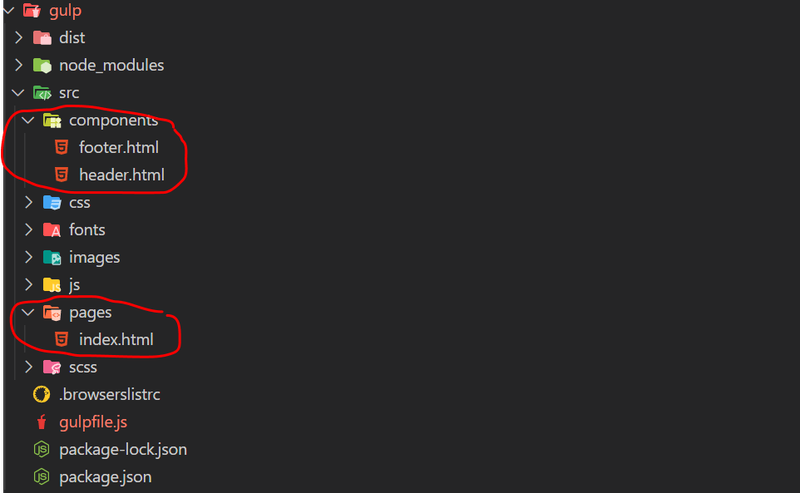 gulp
dist
node_modules
src
components
footer.html
header.html
css
fonts
images
js
pages
index.html
scss
.browserslistrc
gulpfile.js
package-lock.json
package.json